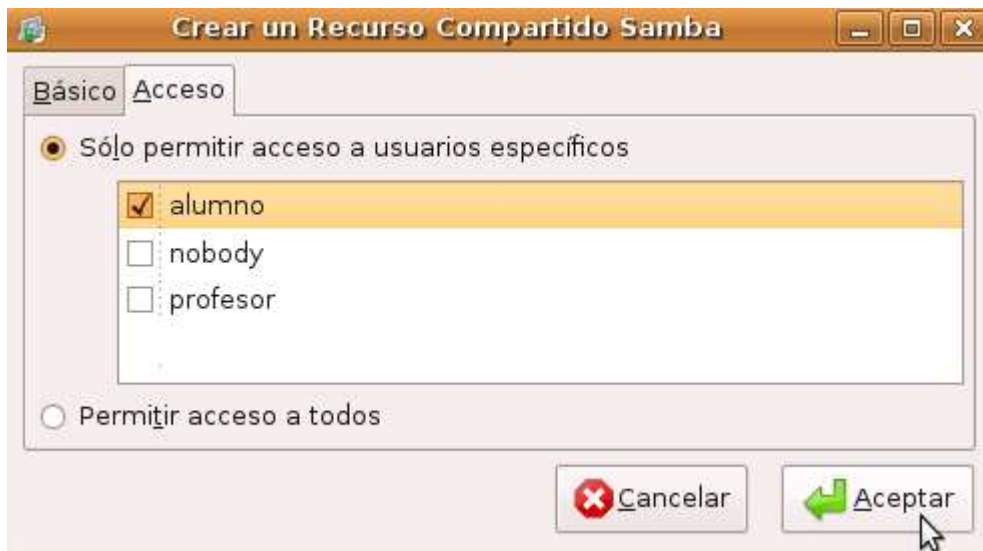 Crear un Recurso Compartido Samba
Básico Acceso
Sólo permitir acceso a usuarios específicos
alumno
nobody
profesor
Permitir acceso a todos
Cancelar Aceptar